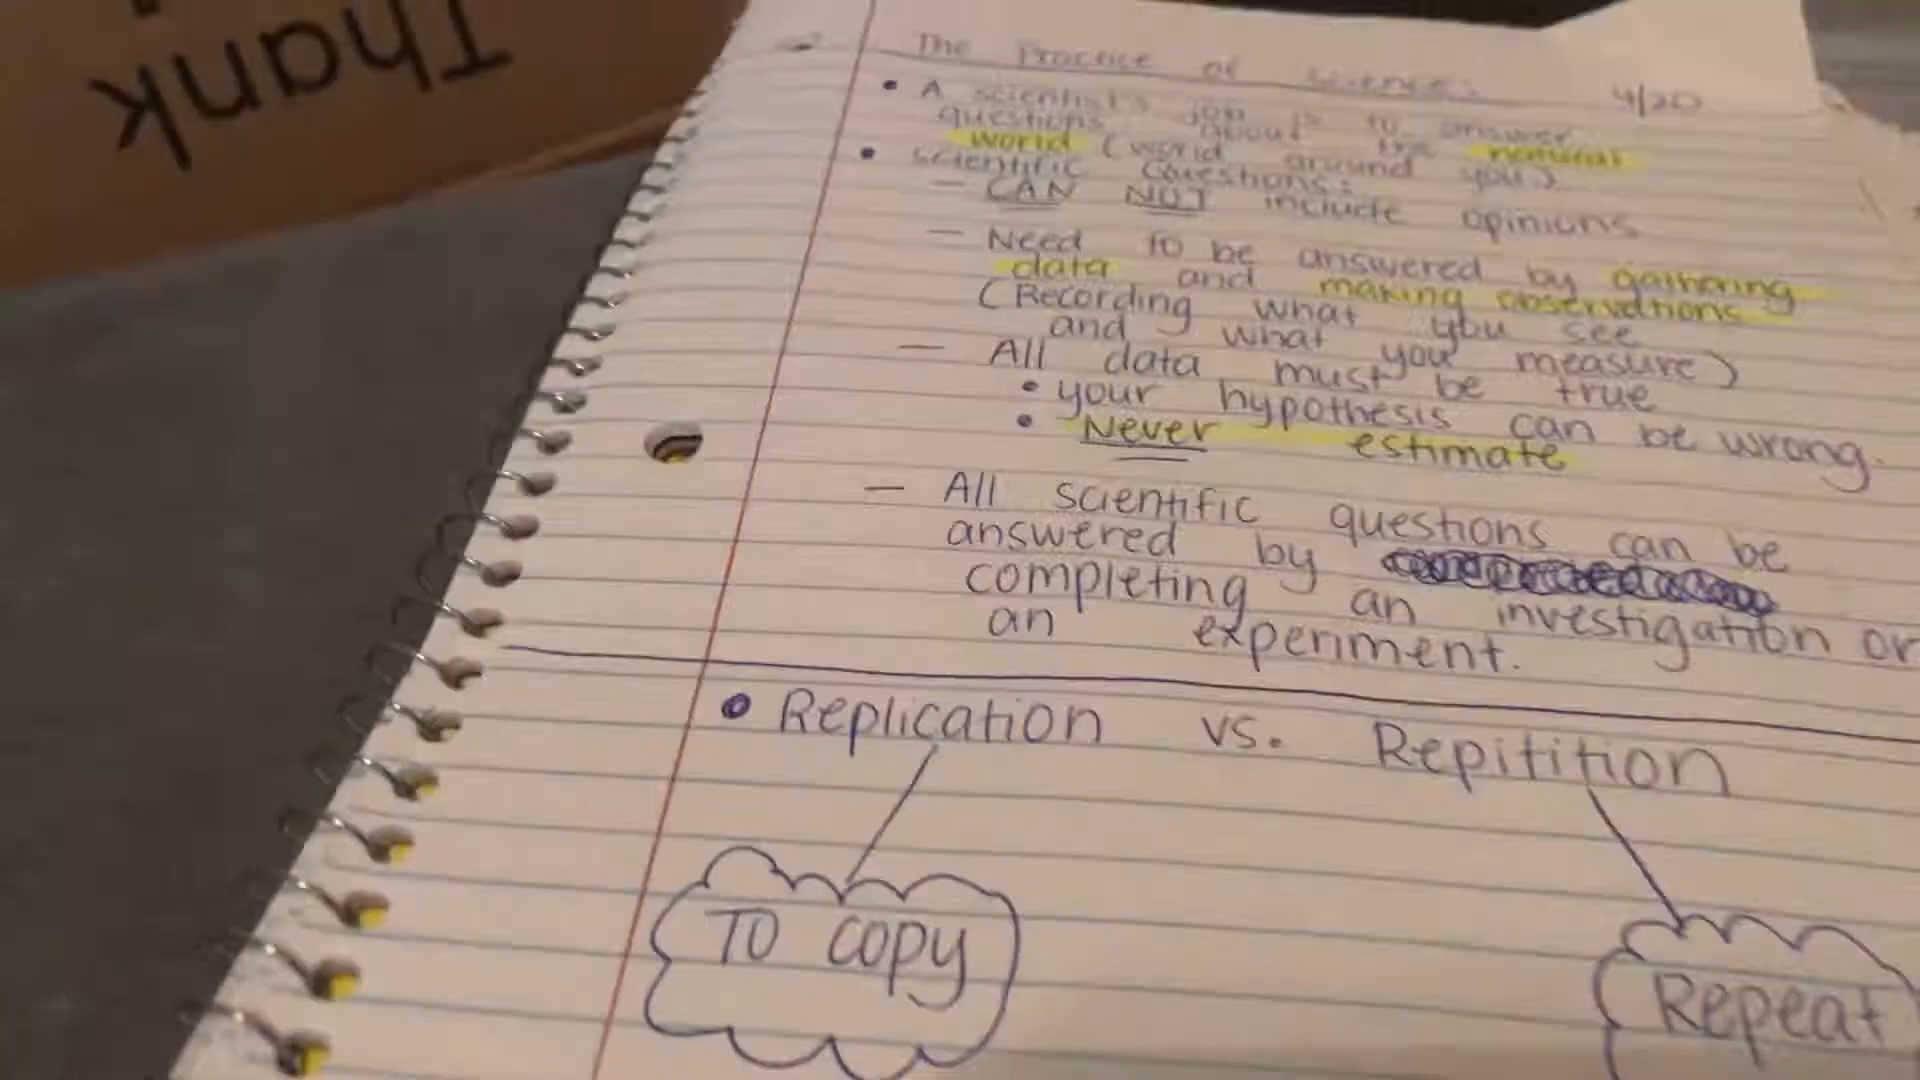 Thank
The Practice of Science:
4/20
• A scientist's job is to answer
questions about the natural
world (world around you)
• Scientific Questions:
— CAN NOT include opinions
— Need to be answered by gathering
data and making observations
(Recording what you see
and what you measure)
— All data must be true
• your hypothesis can be wrong.
• Never estimate
— All scientific questions can be
answered by
completing an investigation or
an experiment.
• Replication vs. Repitition
To copy
Repeat